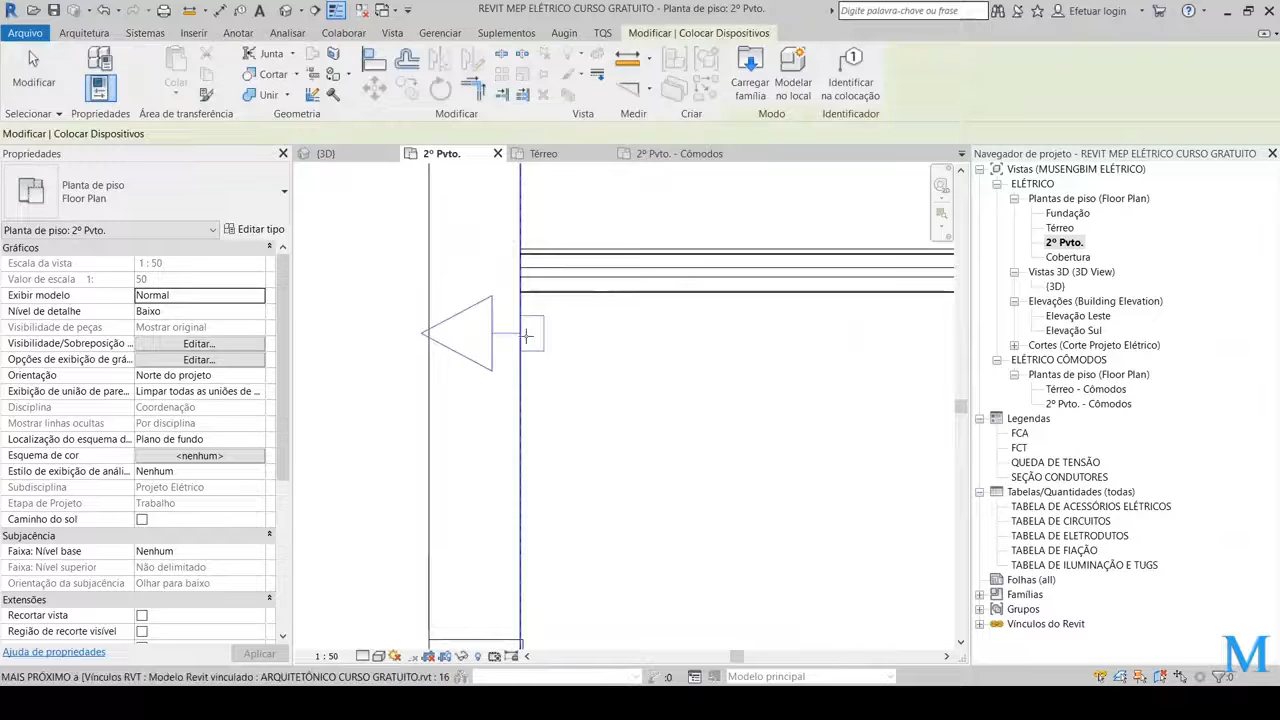 REVIT MEP ELÉTRICO CURSO GRATUITO - Planta de piso: 2º Pvto.
Digite palavra-chave ou frase
Efetuar login
Arquivo Arquitetura Sistemas Inserir Anotar Analisar Colaborar Vista Gerenciar Suplementos Augin TQS Modificar | Colocar Dispositivos
Modificar
Colar
Junta
Cortar
Unir
Carregar família
Modelar no local
Identificar na colocação
Selecionar Propriedades Área de transferência Geometria Modificar Vista Medir Criar Modo Identificador
Modificar | Colocar Dispositivos
Propriedades
Planta de piso
Floor Plan
Planta de piso: 2º Pvto. Editar tipo
Gráficos
Escala da vista 1 : 50
Valor de escala 1: 50
Exibir modelo Normal
Nível de detalhe Baixo
Visibilidade de peças Mostrar original
Visibilidade/Sobreposição ... Editar...
Opções de exibição de grá... Editar...
Orientação Norte do projeto
Exibição de união de pare... Limpar todas as uniões de ...
Disciplina Coordenação
Mostrar linhas ocultas Por disciplina
Localização do esquema d... Plano de fundo
Esquema de cor <nenhum>
Estilo de exibição de análi... Nenhum
Subdisciplina Projeto Elétrico
Etapa de Projeto Trabalho
Caminho do sol
Subjacência
Faixa: Nível base Nenhum
Faixa: Nível superior Não delimitado
Orientação da subjacência Olhar para baixo
Extensões
Recortar vista
Região de recorte visível
Ajuda de propriedades Aplicar
{3D} 2º Pvto. Térreo 2º Pvto. - Cômodos
1 : 50
Navegador de projeto - REVIT MEP ELÉTRICO CURSO GRATUITO
Vistas (MUSENGBIM ELÉTRICO)
ELÉTRICO
Plantas de piso (Floor Plan)
Fundação
Térreo
2º Pvto.
Cobertura
Vistas 3D (3D View)
{3D}
Elevações (Building Elevation)
Elevação Leste
Elevação Sul
Cortes (Corte Projeto Elétrico)
ELÉTRICO CÔMODOS
Plantas de piso (Floor Plan)
Térreo - Cômodos
2º Pvto. - Cômodos
Legendas
FCA
FCT
QUEDA DE TENSÃO
SEÇÃO CONDUTORES
Tabelas/Quantidades (todas)
TABELA DE ACESSÓRIOS ELÉTRICOS
TABELA DE CIRCUITOS
TABELA DE ELETRODUTOS
TABELA DE FIAÇÃO
TABELA DE ILUMINAÇÃO E TUGS
Folhas (all)
Famílias
Grupos
Vínculos do Revit
M
MAIS PRÓXIMO a [Vínculos RVT : Modelo Revit vinculado : ARQUITETÔNICO CURSO GRATUITO.rvt : 16
:0
Modelo principal
:0